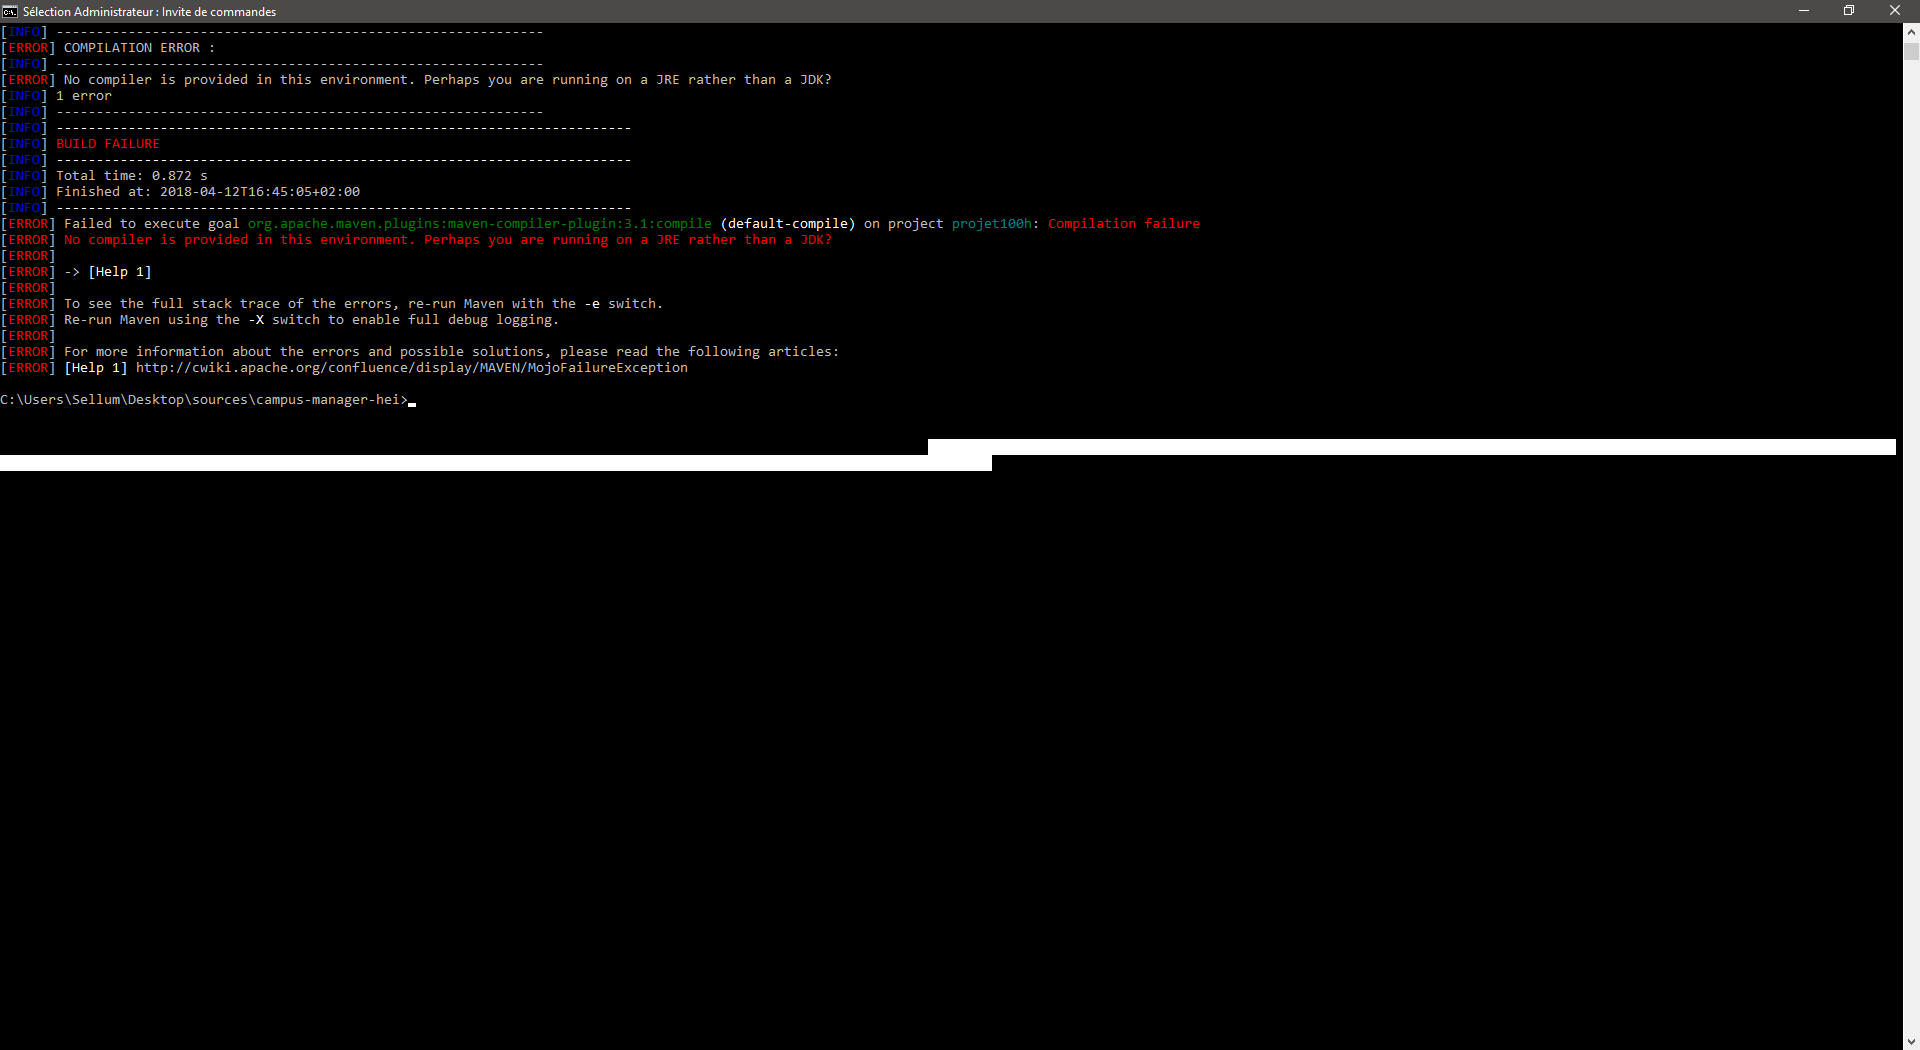 Sélection Administrateur : Invite de commandes
[INFO] -------------------------------------------------------------
[ERROR] COMPILATION ERROR :
[INFO] -------------------------------------------------------------
[ERROR] No compiler is provided in this environment. Perhaps you are running on a JRE rather than a JDK?
[INFO] 1 error
[INFO] -------------------------------------------------------------
[INFO] ------------------------------------------------------------------------
[INFO] BUILD FAILURE
[INFO] ------------------------------------------------------------------------
[INFO] Total time: 0.872 s
[INFO] Finished at: 2018-04-12T16:45:05+02:00
[INFO] ------------------------------------------------------------------------
[ERROR] Failed to execute goal org.apache.maven.plugins:maven-compiler-plugin:3.1:compile (default-compile) on project projet100h: Compilation failure
[ERROR] No compiler is provided in this environment. Perhaps you are running on a JRE rather than a JDK?
[ERROR]
[ERROR] -> [Help 1]
[ERROR]
[ERROR] To see the full stack trace of the errors, re-run Maven with the -e switch.
[ERROR] Re-run Maven using the -X switch to enable full debug logging.
[ERROR]
[ERROR] For more information about the errors and possible solutions, please read the following articles:
[ERROR] [Help 1] http://cwiki.apache.org/confluence/display/MAVEN/MojoFailureException
C:\Users\Sellum\Desktop\sources\campus-manager-hei>